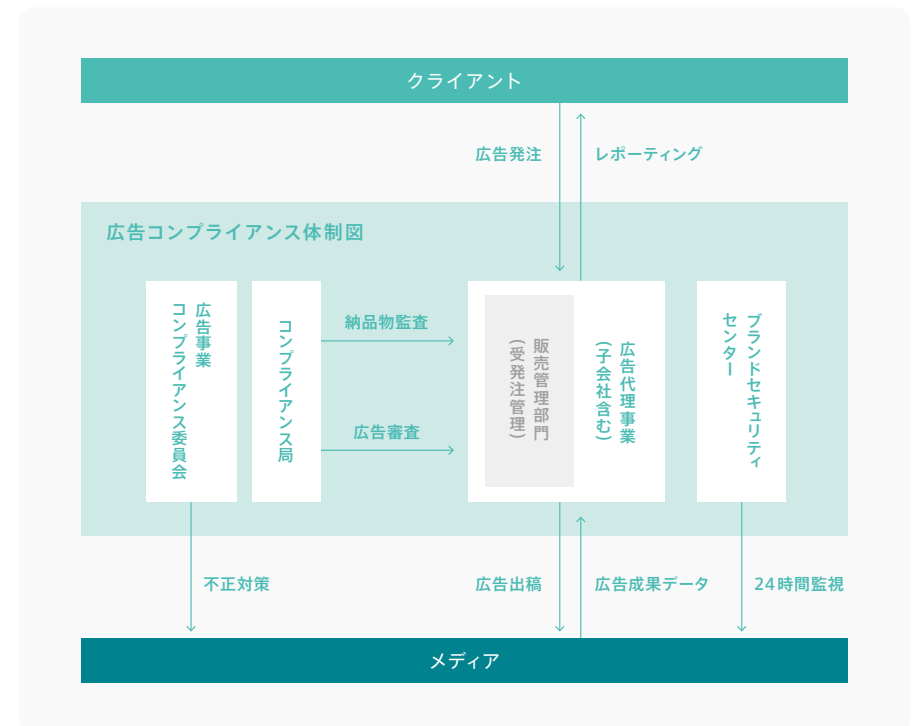 クライアント
広告発注
レポーティング
広告コンプライアンス体制図
広告事業
コンプライアンス委員会
コンプライアンス局
納品物監査
広告審査
販売管理部門
(受発注管理)
広告代理事業
(子会社含む)
ブランドセキュリティ
センター
不正対策
広告出稿
広告成果データ
24時間監視
メディア